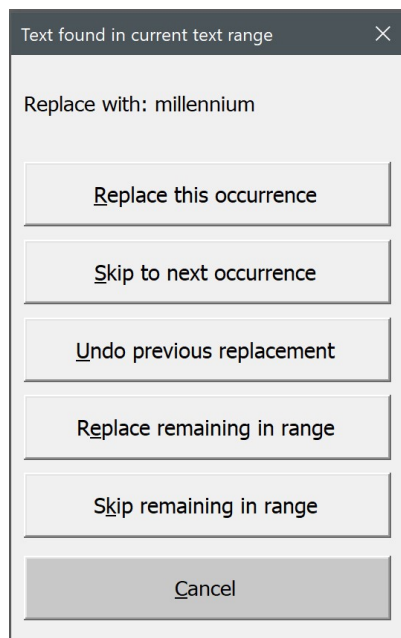 Text found in current text range
Replace with: millennium
Replace this occurrence
Skip to next occurrence
Undo previous replacement
Replace remaining in range
Skip remaining in range
Cancel